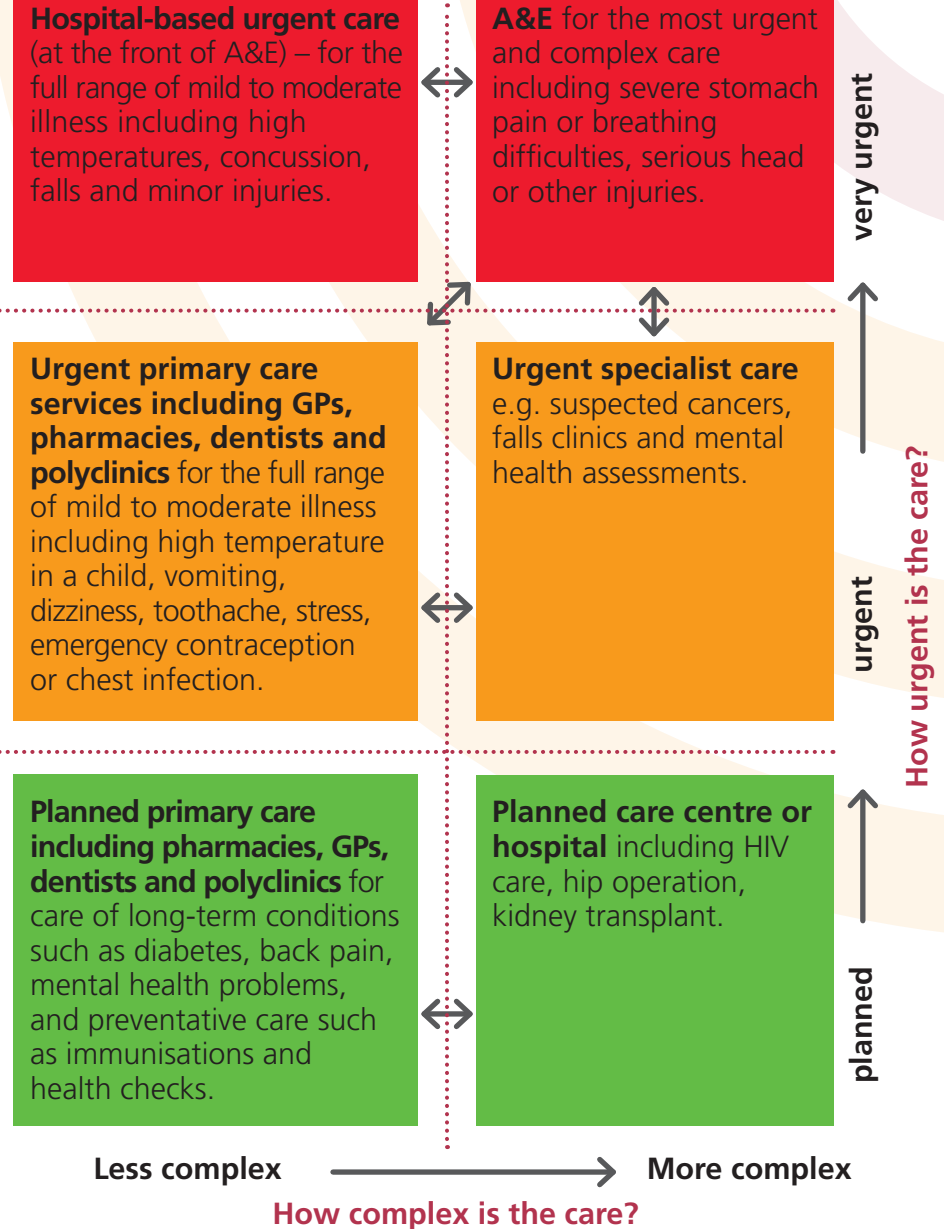 Hospital-based urgent care
(at the front of A&E) – for the
full range of mild to moderate
illness including high
temperatures, concussion,
falls and minor injuries.
A&E for the most urgent
and complex care
including severe stomach
pain or breathing
difficulties, serious head
or other injuries.
very urgent
Urgent primary care
services including GPs,
pharmacies, dentists and
polyclinics for the full range
of mild to moderate illness
including high temperature
in a child, vomiting,
dizziness, toothache, stress,
emergency contraception
or chest infection.
Urgent specialist care
e.g. suspected cancers,
falls clinics and mental
health assessments.
urgent
How urgent is the care?
Planned primary care
including pharmacies, GPs,
dentists and polyclinics for
care of long-term conditions
such as diabetes, back pain,
mental health problems,
and preventative care such
as immunisations and
health checks.
Planned care centre or
hospital including HIV
care, hip operation,
kidney transplant.
planned
Less complex
More complex
How complex is the care?